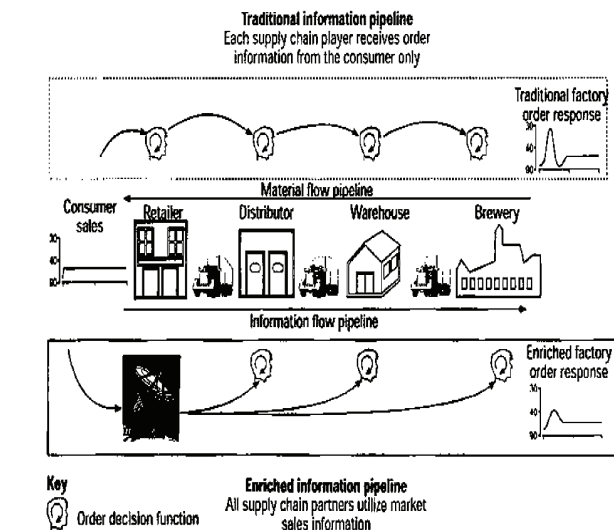 Traditional information pipeline
Each supply chain player receives order
information from the consumer only
Traditional factory
order response
Material flow pipeline
Consumer
sales
Retailer
Distributor
Warehouse
Brewery
Information flow pipeline
Enriched factory
order response
Key
Order decision function
Enriched information pipeline
All supply chain partners utilize market
sales information